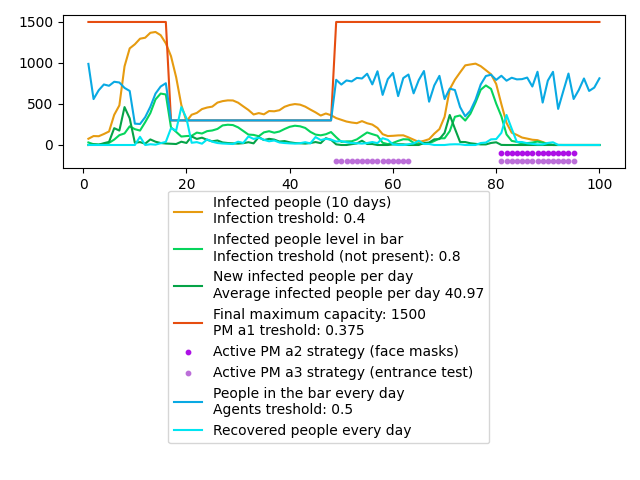 1500
1000
500
0
0 20 40 60 80 100
Infected people (10 days)
Infection treshold: 0.4
Infected people level in bar
Infection treshold (not present): 0.8
New infected people per day
Average infected people per day 40.97
Final maximum capacity: 1500
PM a1 treshold: 0.375
Active PM a2 strategy (face masks)
Active PM a3 strategy (entrance test)
People in the bar every day
Agents treshold: 0.5
Recovered people every day